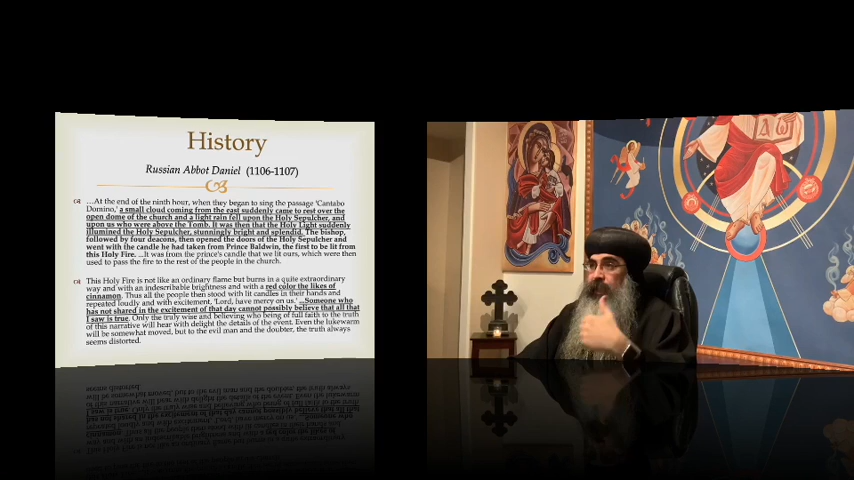 History
Russian Abbot Daniel (1106-1107)
…At the end of the ninth hour, when they began to sing the passage 'Cantabo
Domino,' a small cloud coming from the east suddenly came to rest over the
open dome of the church and a light rain fell upon the Holy Sepulcher, and
upon us who were above the Tomb. It was then that the Holy Light suddenly
illumined the Holy Sepulcher, stunningly bright and splendid. The bishop,
followed by four deacons, then opened the doors of the Holy Sepulcher and
went with the candle he had taken from Prince Baldwin, the first to be lit from
this Holy Fire. …It was from the prince's candle that we lit ours, which were then
used to pass the fire to the rest of the people in the church.
This Holy Fire is not like an ordinary flame but burns in a quite extraordinary
way and with an indescribable brightness and with a red color the likes of
cinnamon. Thus all the people then stood with lit candles in their hands and
repeated loudly and with excitement, 'Lord, have mercy on us.' …Someone who
has not shared in the excitement of that day cannot possibly believe that all that
I saw is true. Only the truly wise and believing who being of full faith to the truth
of this narrative will hear with delight the details of the event. Even the lukewarm
will be somewhat moved, but to the evil man and the doubter, the truth always
seems distorted.
Α Ω